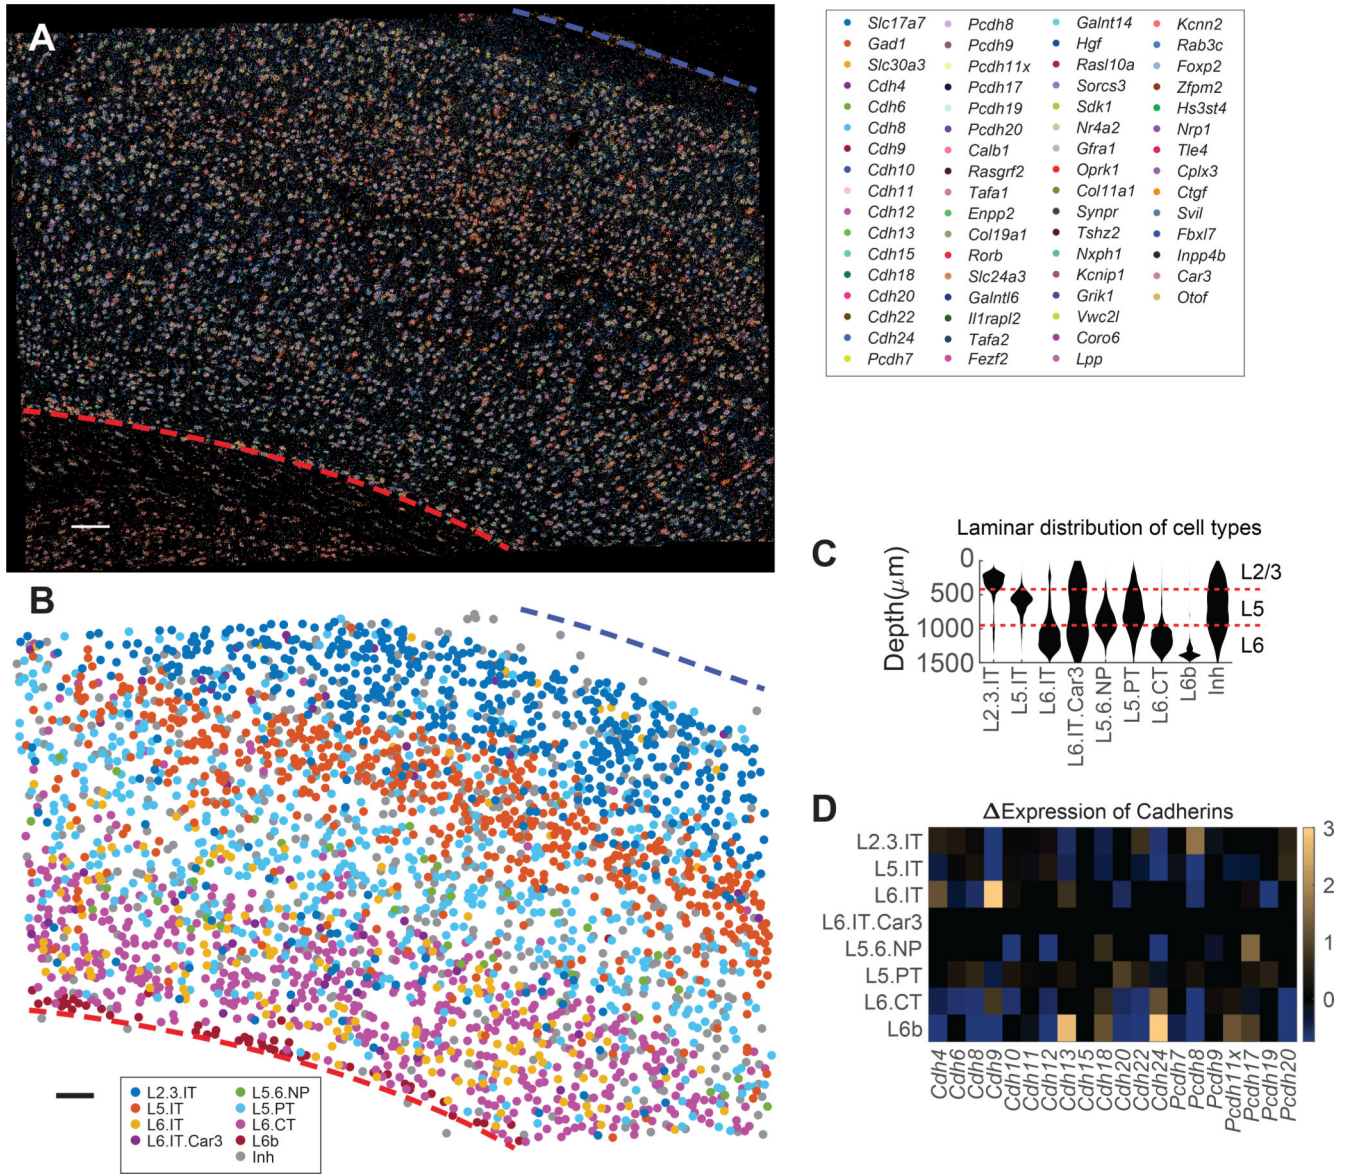 A
Slc17a7
Gad1
Slc30a3
Cdh4
Cdh6
Cdh8
Cdh9
Cdh10
Cdh11
Cdh12
Cdh13
Cdh15
Cdh18
Cdh20
Cdh22
Cdh24
Pcdh7
Pcdh8
Pcdh9
Pcdh11x
Pcdh17
Pcdh19
Pcdh20
Calb1
Rasgrf2
Tafa1
Enpp2
Col19a1
Rorb
Slc24a3
Galntl6
Il1rapl2
Tafa2
Fezf2
Galnt14
Hgf
Rasl10a
Sorcs3
Sdk1
Nr4a2
Gfra1
Oprk1
Col11a1
Synpr
Tshz2
Nxph1
Kcnip1
Grik1
Vwc2l
Coro6
Lpp
Kcnn2
Rab3c
Foxp2
Zfpm2
Hs3st4
Nrp1
Tle4
Cplx3
Ctgf
Svil
Fbxl7
Inpp4b
Car3
Otof
B
L2.3.IT
L5.IT
L6.IT
L6.IT.Car3
L5.6.NP
L5.PT
L6.CT
L6b
Inh
C
Laminar distribution of cell types
Depth(μm)
0
500
1000
1500
L2/3
L5
L6
L2.3.IT
L5.IT
L6.IT
L6.IT.Car3
L5.6.NP
L5.PT
L6.CT
L6b
Inh
D
ΔExpression of Cadherins
L2.3.IT
L5.IT
L6.IT
L6.IT.Car3
L5.6.NP
L5.PT
L6.CT
L6b
3
2
1
0
Cdh4
Cdh6
Cdh8
Cdh9
Cdh10
Cdh11
Cdh12
Cdh13
Cdh15
Cdh18
Cdh20
Cdh22
Cdh24
Pcdh7
Pcdh8
Pcdh9
Pcdh11x
Pcdh17
Pcdh19
Pcdh20